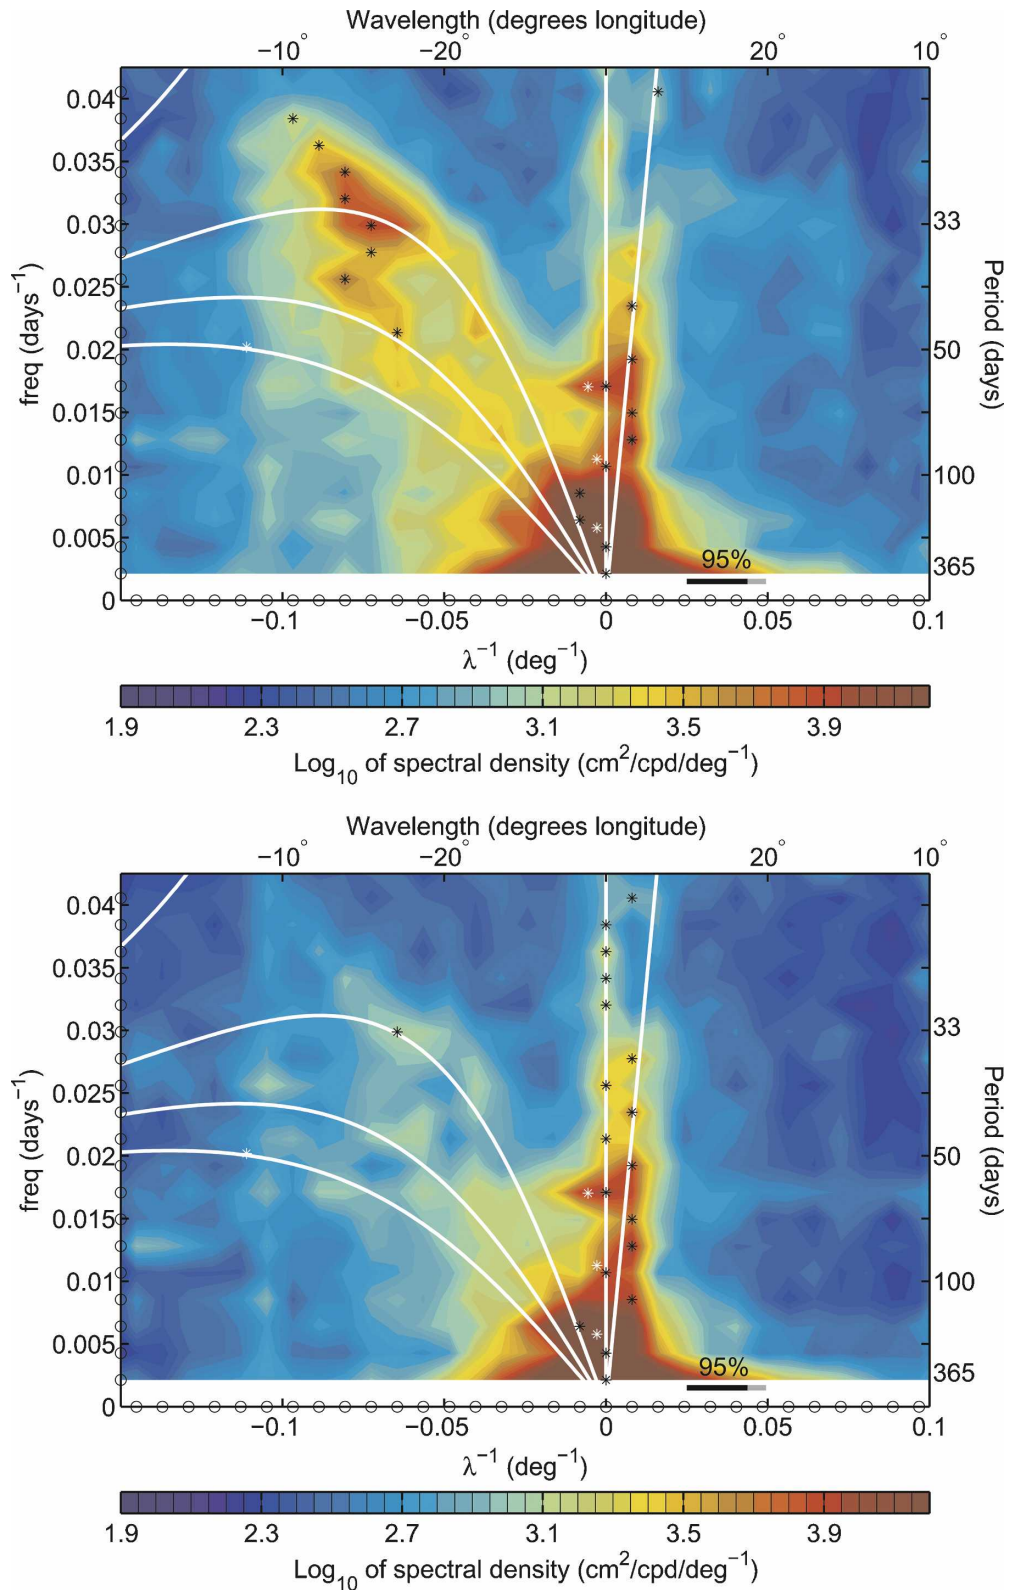 Wavelength (degrees longitude)
−10° −20° 20° 10°
0.04
0.035
0.03 33
0.025
0.02 50
0.015
0.01 100
0.005 365
0
freq (days⁻¹)
Period (days)
95%
−0.1 −0.05 0 0.05 0.1
λ⁻¹ (deg⁻¹)
1.9 2.3 2.7 3.1 3.5 3.9
Log₁₀ of spectral density (cm²/cpd/deg⁻¹)
Wavelength (degrees longitude)
−10° −20° 20° 10°
0.04
0.035
0.03 33
0.025
0.02 50
0.015
0.01 100
0.005 365
0
freq (days⁻¹)
Period (days)
95%
−0.1 −0.05 0 0.05 0.1
λ⁻¹ (deg⁻¹)
1.9 2.3 2.7 3.1 3.5 3.9
Log₁₀ of spectral density (cm²/cpd/deg⁻¹)